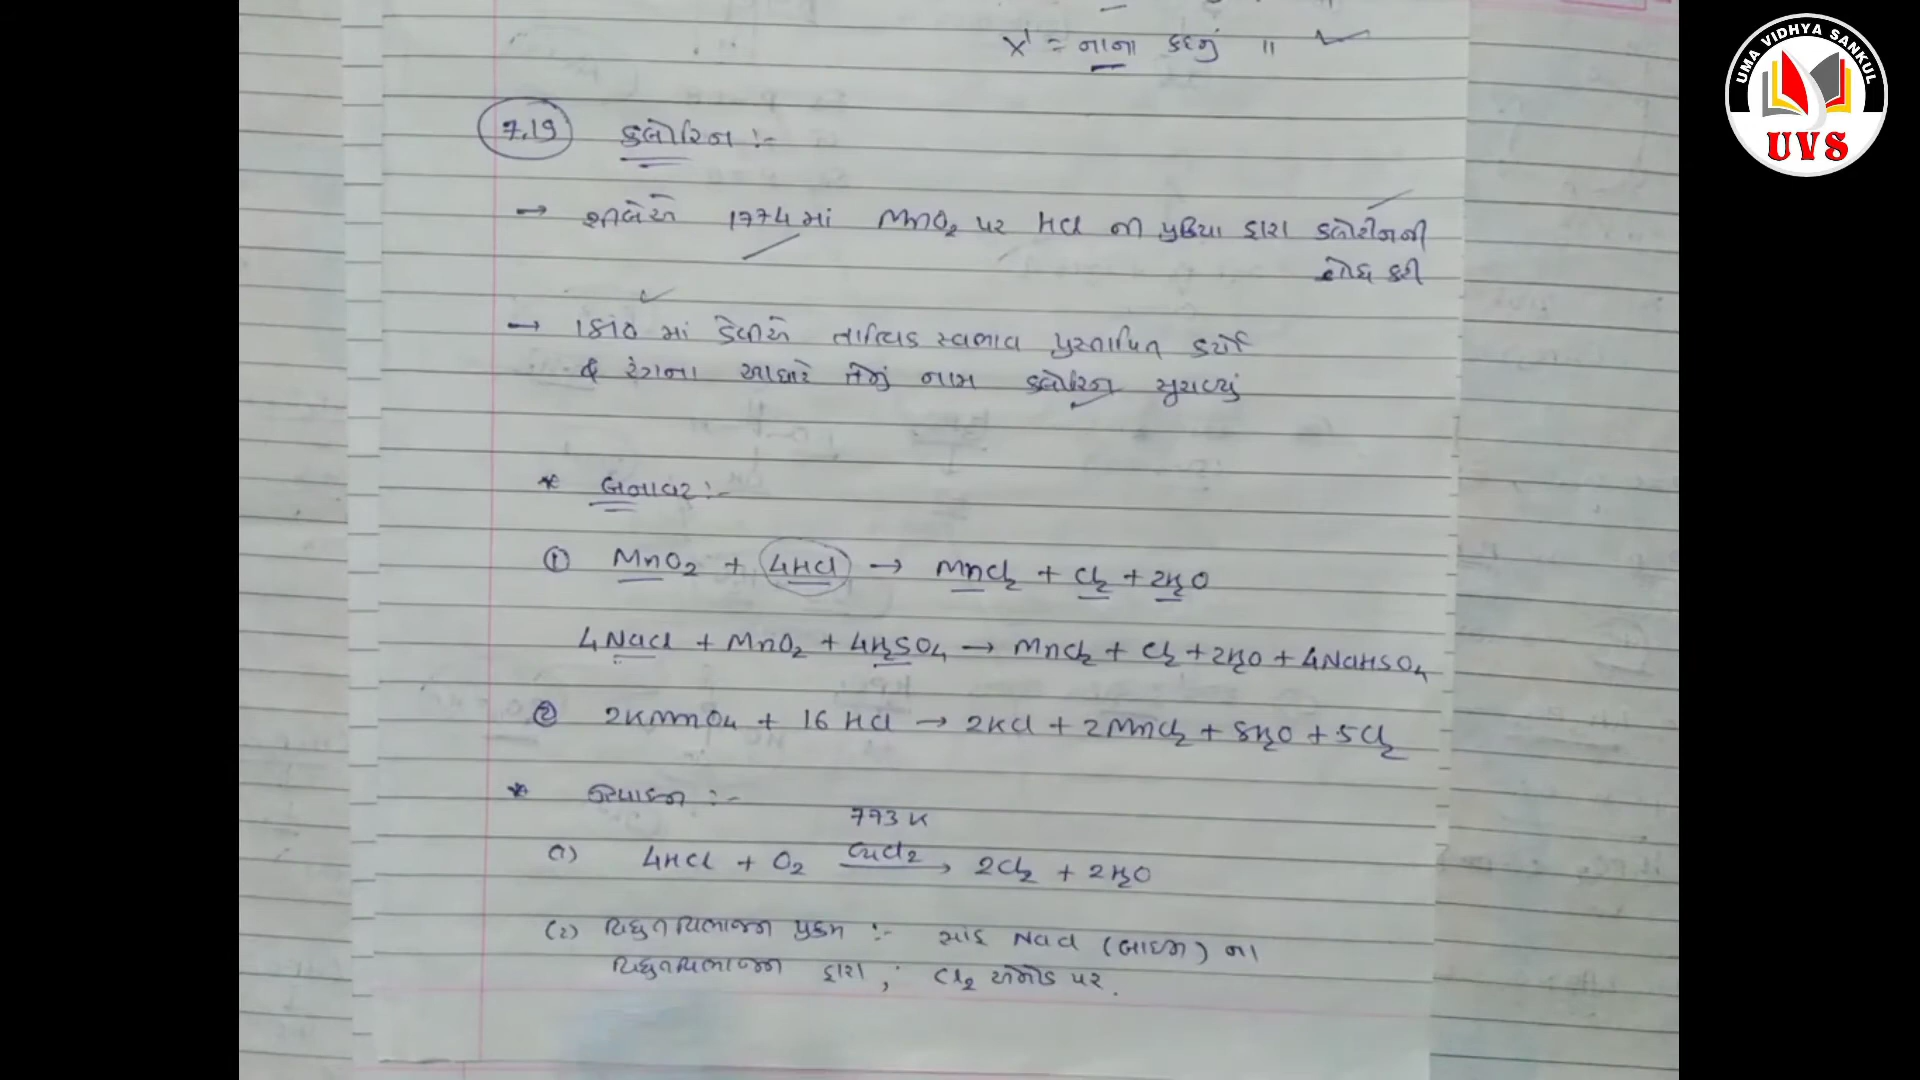 X' = નાના કદનું ॥
7.19 ક્લોરિન :-
→ શીલેએ 1774માં MnO2 પર HCl ની પ્રક્રિયા દ્વારા ક્લોરીનની
શોધ કરી
→ 1810 માં ડેવીએ તાત્વિક સ્વભાવ પ્રસ્તાપિત કર્યો
& રંગના આધારે તેનું નામ ક્લોરિન સુચવ્યું
* બનાવટ :-
① MnO2 + 4HCl → MnCl2 + Cl2 + 2H2O
4NaCl + MnO2 + 4H2SO4 → MnCl2 + Cl2 + 2H2O + 4NaHSO4
② 2KMnO4 + 16 HCl → 2KCl + 2MnCl2 + 8H2O + 5Cl2
* ઉત્પાદન :-
773 K
(1) 4HCl + O2 CuCl2→ 2Cl2 + 2H2O
(2) વિદ્યુતવિભાજન પ્રક્રમ :- સાંદ્ર NaCl (બ્રાઇન) ના
વિદ્યુતવિભાજન દ્વારા ; Cl2 એનોડ પર.
UMA VIDHYA SANKUL
UVS